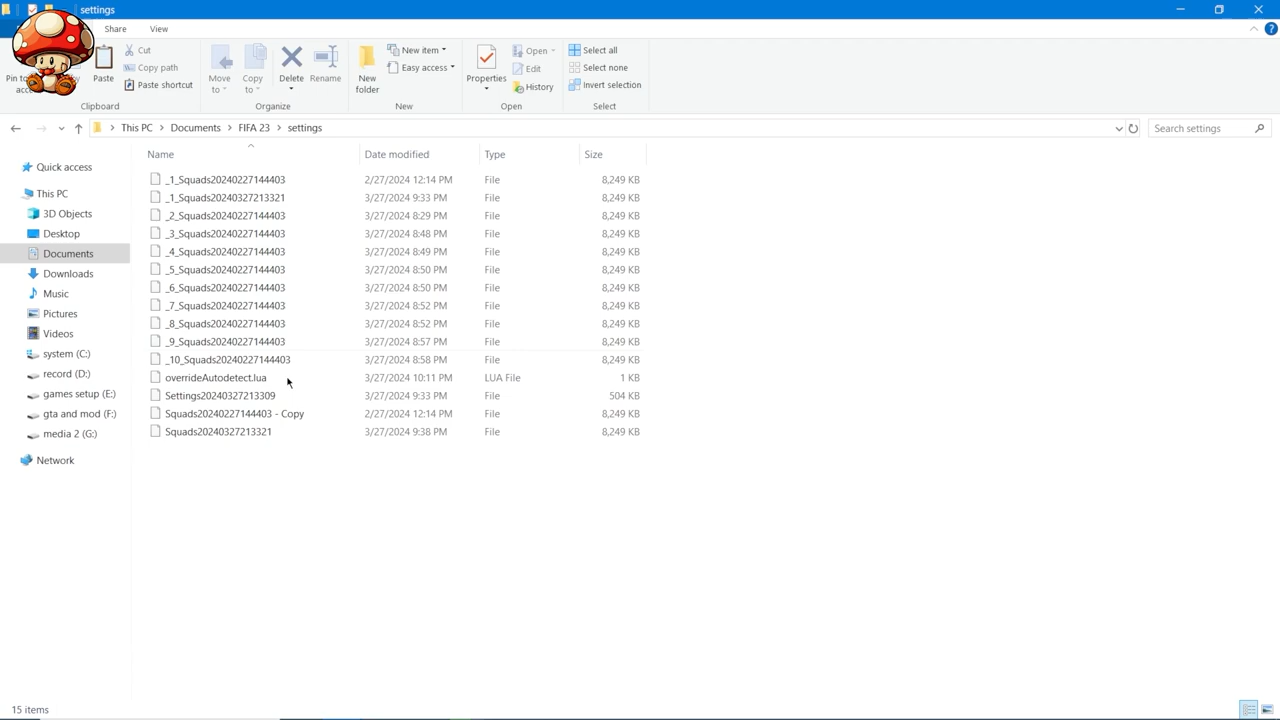 settings
Share View
Cut
Copy path
Paste shortcut
Pin to
Paste
Move
to
Copy
to
Delete
Rename
New
folder
New item
Easy access
Properties
Open
Edit
History
Select all
Select none
Invert selection
Clipboard Organize New Open Select
This PC Documents FIFA 23 settings
Search settings
Name Date modified Type Size
_1_Squads20240227144403 2/27/2024 12:14 PM File 8,249 KB
_1_Squads20240327213321 3/27/2024 9:33 PM File 8,249 KB
_2_Squads20240227144403 3/27/2024 8:29 PM File 8,249 KB
_3_Squads20240227144403 3/27/2024 8:48 PM File 8,249 KB
_4_Squads20240227144403 3/27/2024 8:49 PM File 8,249 KB
_5_Squads20240227144403 3/27/2024 8:50 PM File 8,249 KB
_6_Squads20240227144403 3/27/2024 8:50 PM File 8,249 KB
_7_Squads20240227144403 3/27/2024 8:52 PM File 8,249 KB
_8_Squads20240227144403 3/27/2024 8:52 PM File 8,249 KB
_9_Squads20240227144403 3/27/2024 8:57 PM File 8,249 KB
_10_Squads20240227144403 3/27/2024 8:58 PM File 8,249 KB
overrideAutodetect.lua 3/27/2024 10:11 PM LUA File 1 KB
Settings20240327213309 3/27/2024 9:33 PM File 504 KB
Squads20240227144403 - Copy 2/27/2024 12:14 PM File 8,249 KB
Squads20240327213321 3/27/2024 9:38 PM File 8,249 KB
Quick access
This PC
3D Objects
Desktop
Documents
Downloads
Music
Pictures
Videos
system (C:)
record (D:)
games setup (E:)
gta and mod (F:)
media 2 (G:)
Network
15 items